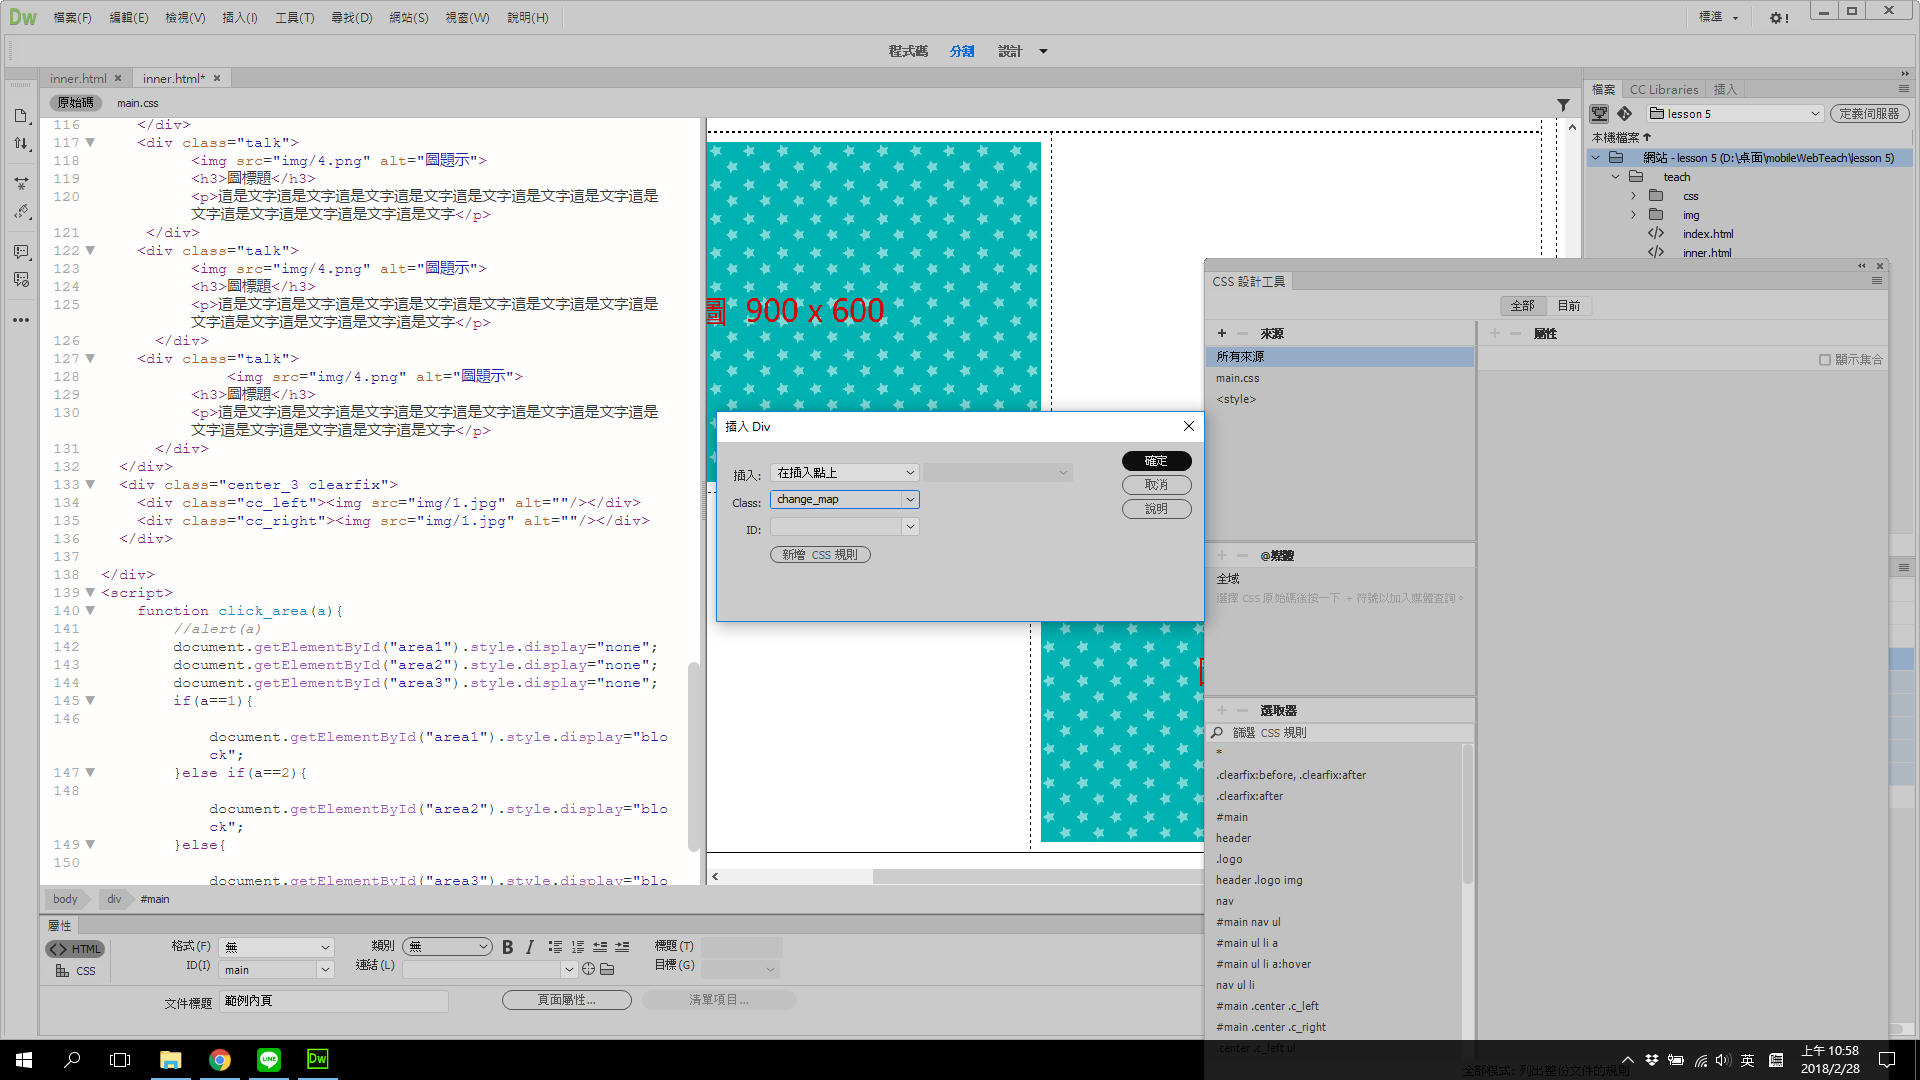 Dw 檔案(F) 編輯(E) 檢視(V) 插入(I) 工具(T) 尋找(D) 網站(S) 視窗(W) 說明(H) 標準
程式碼 分割 設計
inner.html × inner.html* ×
原始碼 main.css
116 </div>
117 <div class="talk">
118 <img src="img/4.png" alt="圖題示">
119 <h3>圖標題</h3>
120 <p>這是文字這是文字這是文字這是文字這是文字這是文字這是文字這是
文字這是文字這是文字這是文字這是文字</p>
121 </div>
122 <div class="talk">
123 <img src="img/4.png" alt="圖題示">
124 <h3>圖標題</h3>
125 <p>這是文字這是文字這是文字這是文字這是文字這是文字這是文字這是
文字這是文字這是文字這是文字這是文字</p>
126 </div>
127 <div class="talk">
128 <img src="img/4.png" alt="圖題示">
129 <h3>圖標題</h3>
130 <p>這是文字這是文字這是文字這是文字這是文字這是文字這是文字這是
文字這是文字這是文字這是文字這是文字</p>
131 </div>
132 </div>
133 <div class="center_3 clearfix">
134 <div class="cc_left"><img src="img/1.jpg" alt=""/></div>
135 <div class="cc_right"><img src="img/1.jpg" alt=""/></div>
136 </div>
137
138 </div>
139 <script>
140 function click_area(a){
141 //alert(a)
142 document.getElementById("area1").style.display="none";
143 document.getElementById("area2").style.display="none";
144 document.getElementById("area3").style.display="none";
145 if(a==1){
146
document.getElementById("area1").style.display="blo
ck";
147 }else if(a==2){
148
document.getElementById("area2").style.display="blo
ck";
149 }else{
150
document.getElementById("area3").style.display="blo
body div #main
圖 900 x 600
插入 Div
插入: 在插入點上
Class: change_map
ID:
新增 CSS 規則
確定
取消
說明
檔案 CC Libraries 插入
lesson 5 定義伺服器
本機檔案
網站 - lesson 5 (D:\桌面\mobileWebTeach\lesson 5)
teach
css
img
index.html
inner.html
CSS 設計工具
全部 目前
+ − 來源
所有來源
main.css
<style>
+ − 屬性
顯示集合
+ − @媒體
全域
選擇 CSS 原始碼後按一下 + 符號以加入媒體查詢。
+ − 選取器
篩選 CSS 規則
*
.clearfix:before, .clearfix:after
.clearfix:after
#main
header
.logo
header .logo img
nav
#main nav ul
#main ul li a
#main ul li a:hover
nav ul li
#main .center .c_left
#main .center .c_right
.center .c_left ul
全部模式: 列出整份文件的規則
屬性
<> HTML
CSS
格式(F) 無
ID(I) main
類別 無
連結(L)
B I
標題(T)
目標(G)
文件標題 範例內頁
頁面屬性...
清單項目...
LINE
Dw
英
上午 10:58
2018/2/28